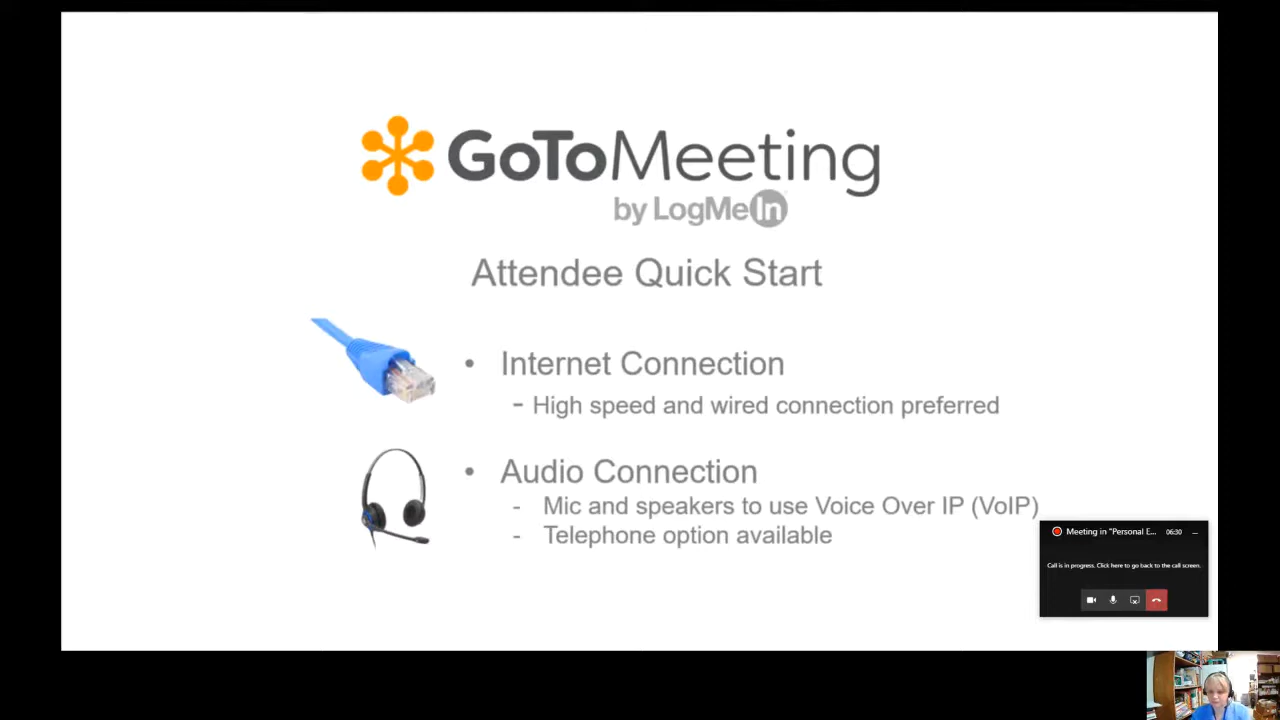 GoToMeeting
by LogMeIn
Attendee Quick Start
• Internet Connection
- High speed and wired connection preferred
• Audio Connection
- Mic and speakers to use Voice Over IP (VoIP)
- Telephone option available
Meeting in "Personal E... 06:30
Call is in progress. Click here to go back to the call screen.